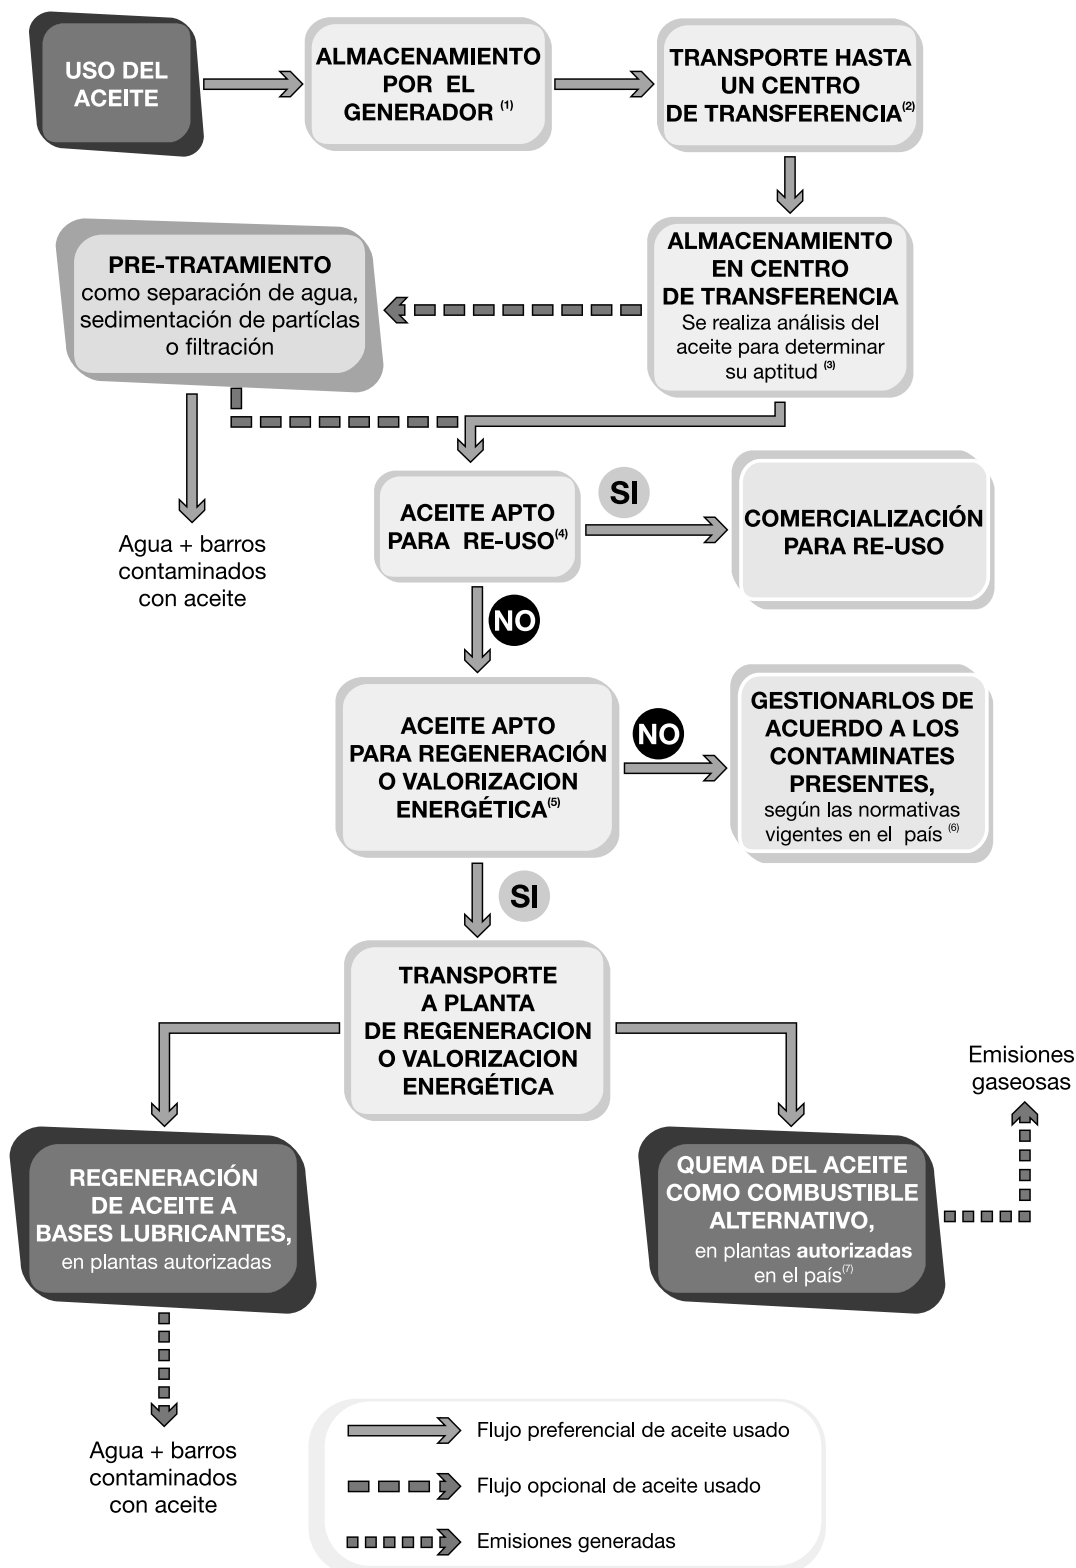 USO DEL
ACEITE
ALMACENAMIENTO
POR EL
GENERADOR (1)
TRANSPORTE HASTA
UN CENTRO
DE TRANSFERENCIA(2)
ALMACENAMIENTO
EN CENTRO
DE TRANSFERENCIA
Se realiza análisis del
aceite para determinar
su aptitud (3)
PRE-TRATAMIENTO
como separación de agua,
sedimentación de partíclas
o filtración
Agua + barros
contaminados
con aceite
ACEITE APTO
PARA RE-USO(4)
SI
COMERCIALIZACIÓN
PARA RE-USO
NO
ACEITE APTO
PARA REGENERACIÓN
O VALORIZACION
ENERGÉTICA(5)
NO
GESTIONARLOS DE
ACUERDO A LOS
CONTAMINATES
PRESENTES,
según las normativas
vigentes en el país (6)
SI
TRANSPORTE
A PLANTA
DE REGENERACION
O VALORIZACION
ENERGÉTICA
Emisiones
gaseosas
REGENERACIÓN
DE ACEITE A
BASES LUBRICANTES,
en plantas autorizadas
QUEMA DEL ACEITE
COMO COMBUSTIBLE
ALTERNATIVO,
en plantas autorizadas
en el país(7)
Agua + barros
contaminados
con aceite
Flujo preferencial de aceite usado
Flujo opcional de aceite usado
Emisiones generadas